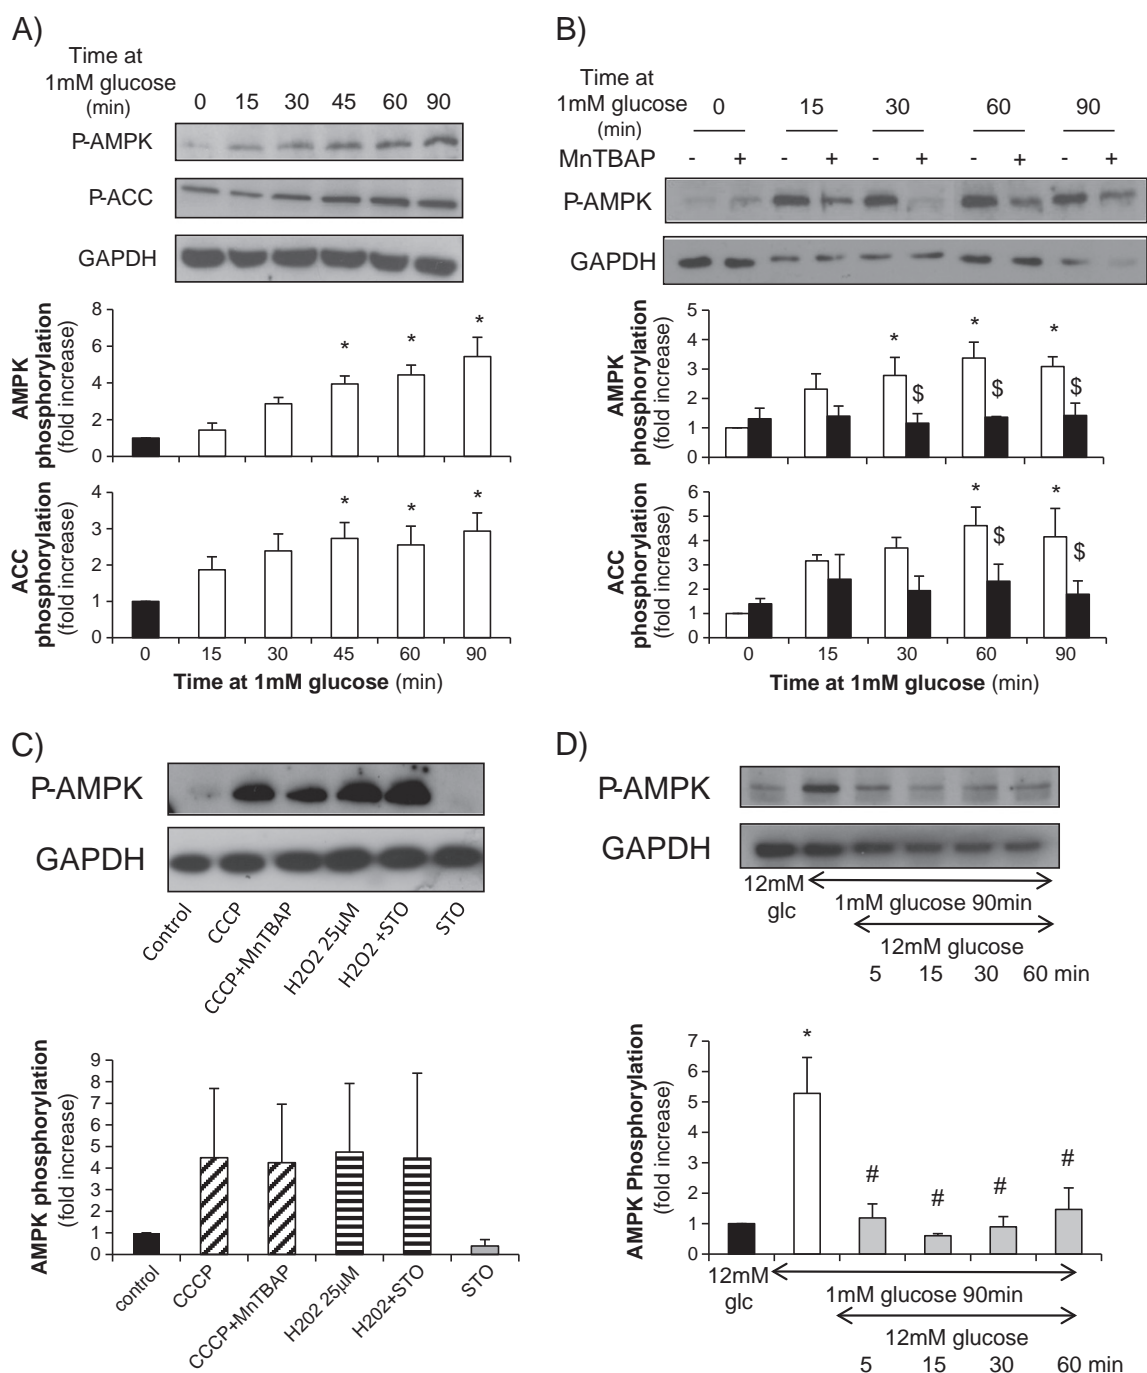 A)
Time at
1mM glucose
(min)
0 15 30 45 60 90
P-AMPK
P-ACC
GAPDH
AMPK
phosphorylation
(fold increase)
8
6
4
2
0
* * *
ACC
phosphorylation
(fold increase)
4
3
2
1
0
* * *
0 15 30 45 60 90
Time at 1mM glucose (min)
B)
Time at
1mM glucose
(min)
0 15 30 60 90
MnTBAP - + - + - + - + - +
P-AMPK
GAPDH
AMPK
phosphorylation
(fold increase)
5
4
3
2
1
0
* $ * $ * $
ACC
phosphorylation
(fold increase)
6
5
4
3
2
1
0
* $ * $
0 15 30 60 90
Time at 1mM glucose (min)
C)
P-AMPK
GAPDH
Control
CCCP
CCCP+MnTBAP
H2O2 25µM
H2O2 +STO
STO
AMPK phosphorylation
(fold increase)
9
8
7
6
5
4
3
2
1
0
control
CCCP
CCCP+MnTBAP
H202 25µM
H202+STO
STO
D)
P-AMPK
GAPDH
12mM
glc
1mM glucose 90min
12mM glucose
5 15 30 60 min
AMPK Phosphorylation
(fold increase)
7
6
5
4
3
2
1
0
* # # # #
12mM
glc
1mM glucose 90min
12mM glucose
5 15 30 60 min